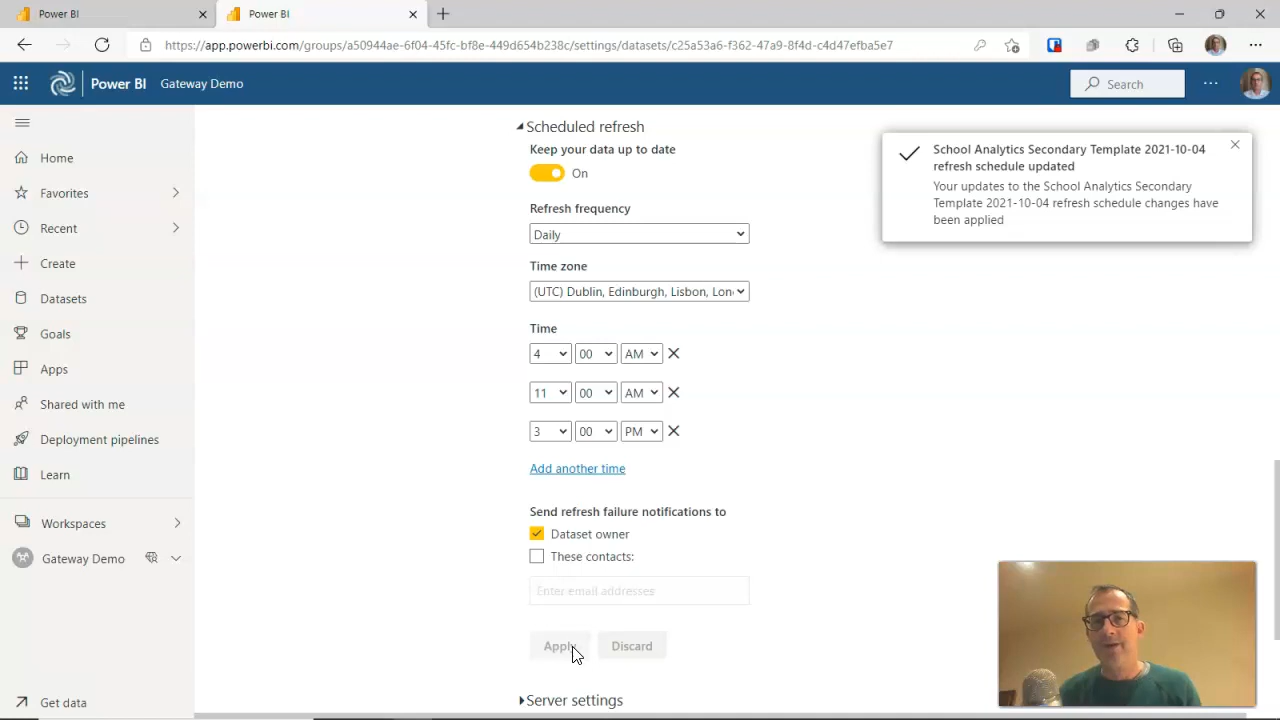 Power BI
Power BI
https://app.powerbi.com/groups/a50944ae-6f04-45fc-bf8e-449d654b238c/settings/datasets/c25a53a6-f362-47a9-8f4d-c4d47efba5e7
Power BI
Gateway Demo
Search
Home
Favorites
Recent
Create
Datasets
Goals
Apps
Shared with me
Deployment pipelines
Learn
Workspaces
Gateway Demo
Get data
Scheduled refresh
Keep your data up to date
On
Refresh frequency
Daily
Time zone
(UTC) Dublin, Edinburgh, Lisbon, Lon
Time
4 00 AM
11 00 AM
3 00 PM
Add another time
Send refresh failure notifications to
Dataset owner
These contacts:
Enter email addresses
Apply Discard
Server settings
School Analytics Secondary Template 2021-10-04
refresh schedule updated
Your updates to the School Analytics Secondary
Template 2021-10-04 refresh schedule changes have
been applied